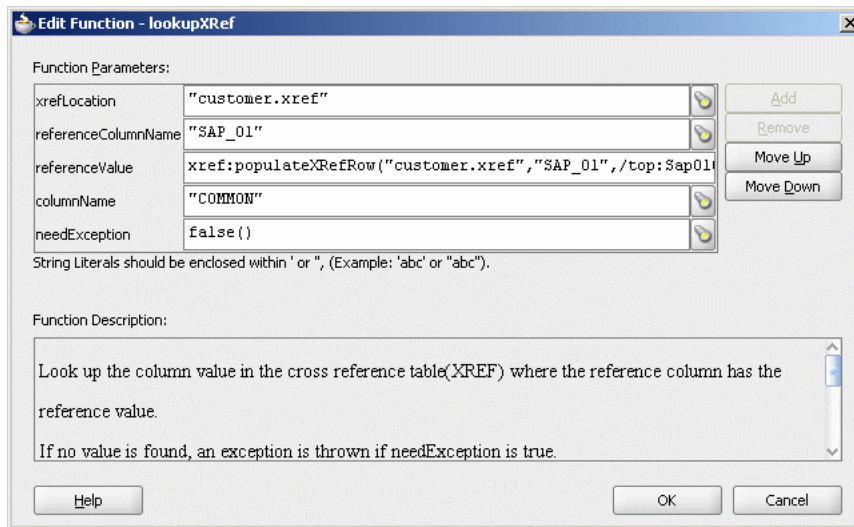 Edit Function - lookupXRef
Function Parameters:
xrefLocation "customer.xref"
referenceColumnName "SAP_01"
referenceValue xref:populateXRefRow("customer.xref","SAP_01",/top:Sap01
columnName "COMMON"
needException false()
Add
Remove
Move Up
Move Down
String Literals should be enclosed within ' or ", (Example: 'abc' or "abc").
Function Description:
Look up the column value in the cross reference table(XREF) where the reference column has the
reference value.
If no value is found, an exception is thrown if needException is true.
Help OK Cancel